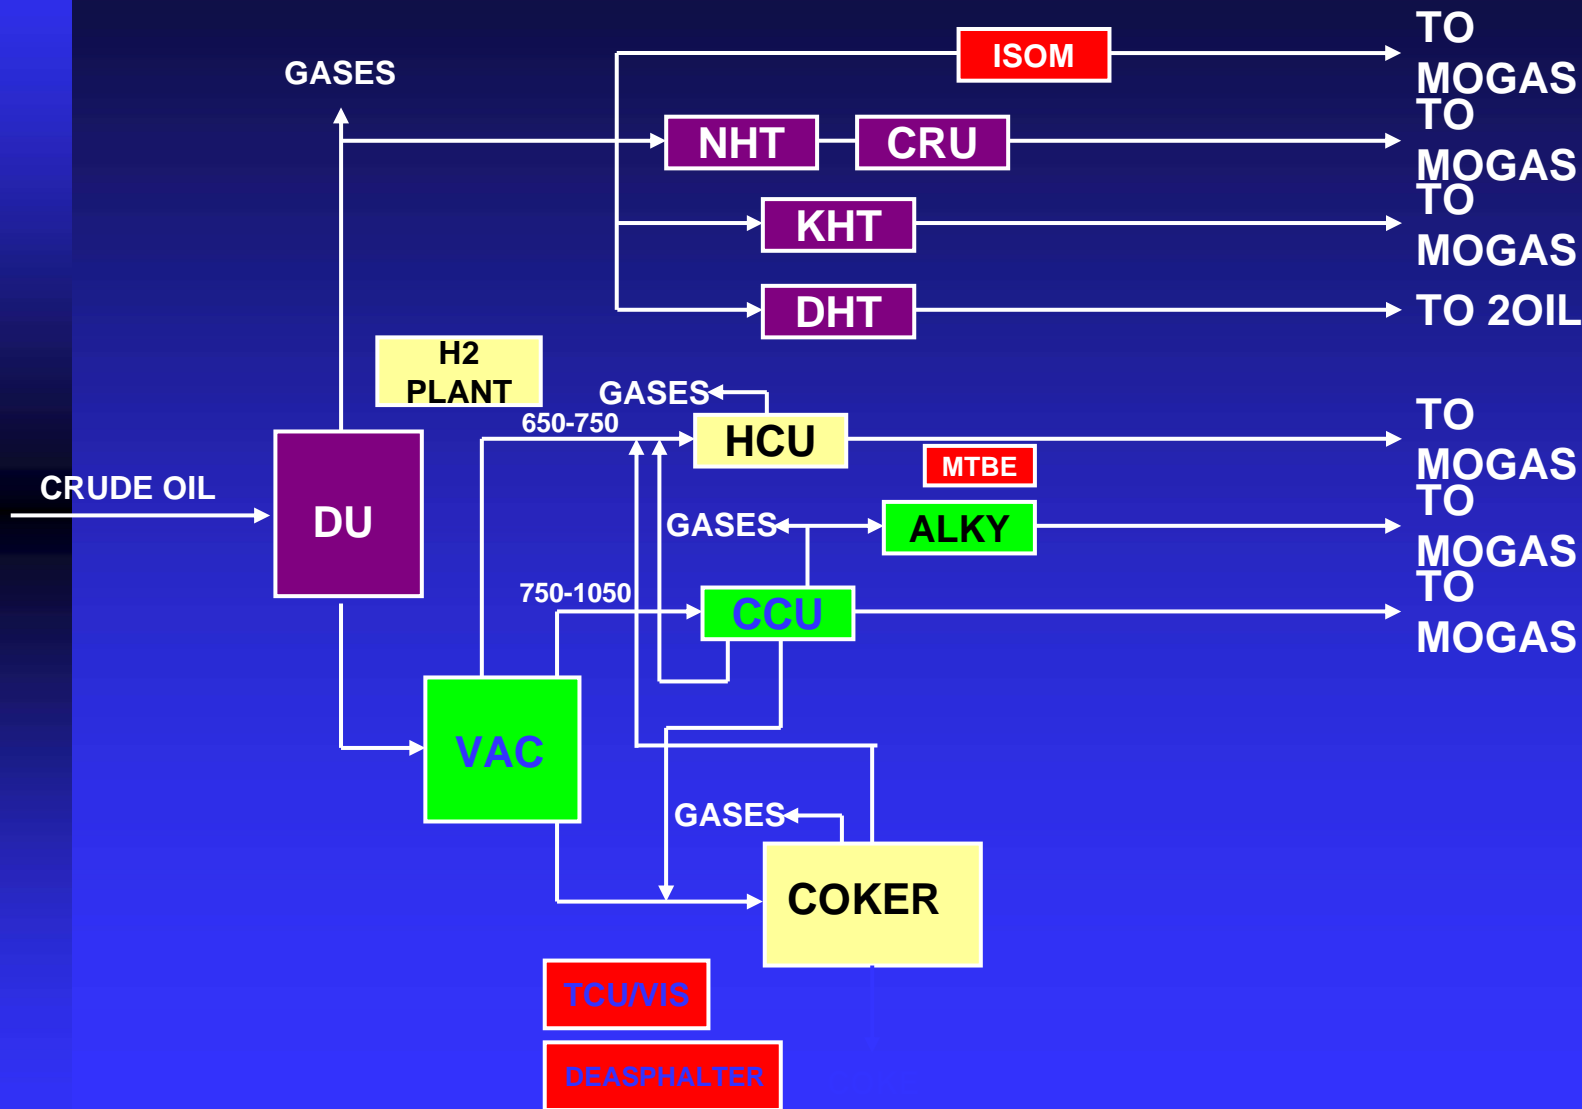 TO
MOGAS
ISOM
GASES
TO
MOGAS
NHT
CRU
TO
MOGAS
KHT
DHT
TO 2OIL
H2
PLANT
GASES
650-750
HCU
TO
MOGAS
MTBE
CRUDE OIL
DU
GASES
ALKY
TO
MOGAS
750-1050
CCU
TO
MOGAS
VAC
GASES
COKER
TCU/VIS
DEASPHALTER